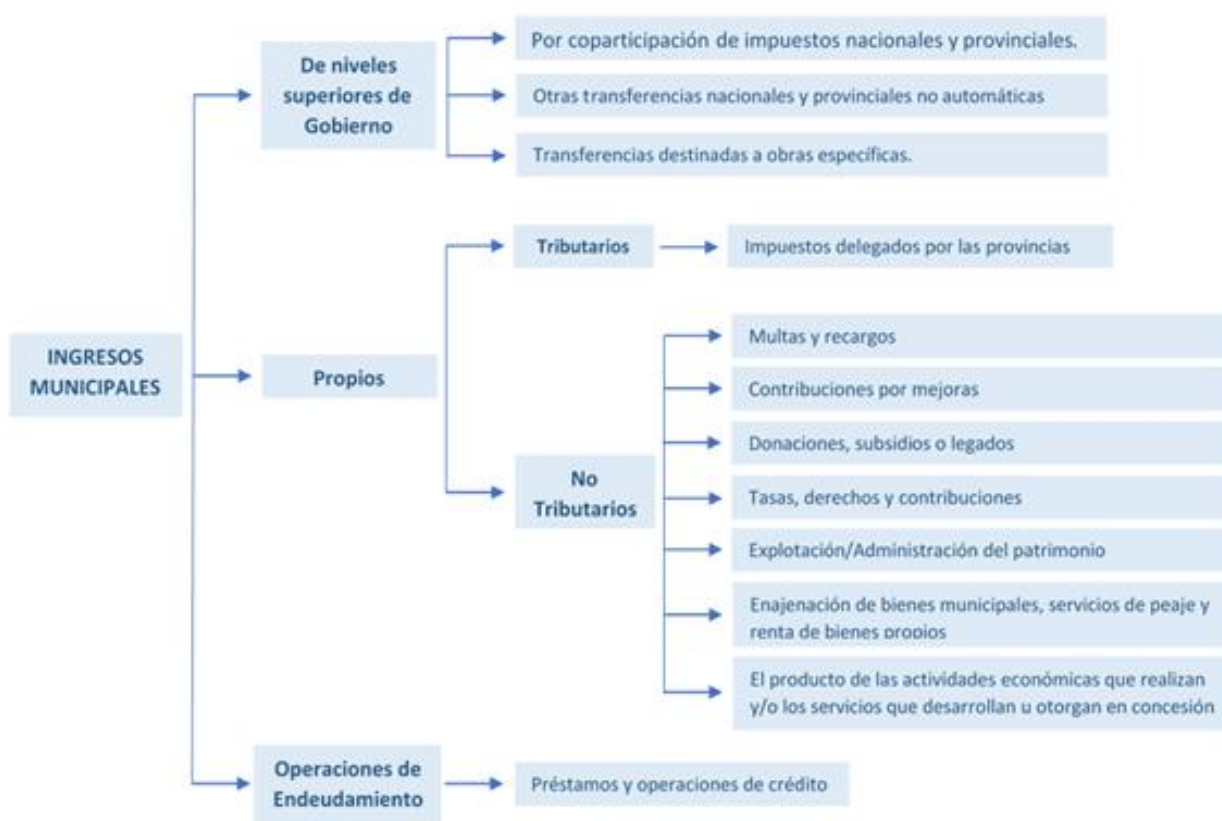 INGRESOS
MUNICIPALES
De niveles
superiores de
Gobierno
Por coparticipación de impuestos nacionales y provinciales.
Otras transferencias nacionales y provinciales no automáticas
Transferencias destinadas a obras específicas.
Propios
Tributarios
Impuestos delegados por las provincias
No
Tributarios
Multas y recargos
Contribuciones por mejoras
Donaciones, subsidios o legados
Tasas, derechos y contribuciones
Explotación/Administración del patrimonio
Enajenación de bienes municipales, servicios de peaje y
renta de bienes propios
El producto de las actividades económicas que realizan
y/o los servicios que desarrollan u otorgan en concesión
Operaciones de
Endeudamiento
Préstamos y operaciones de crédito